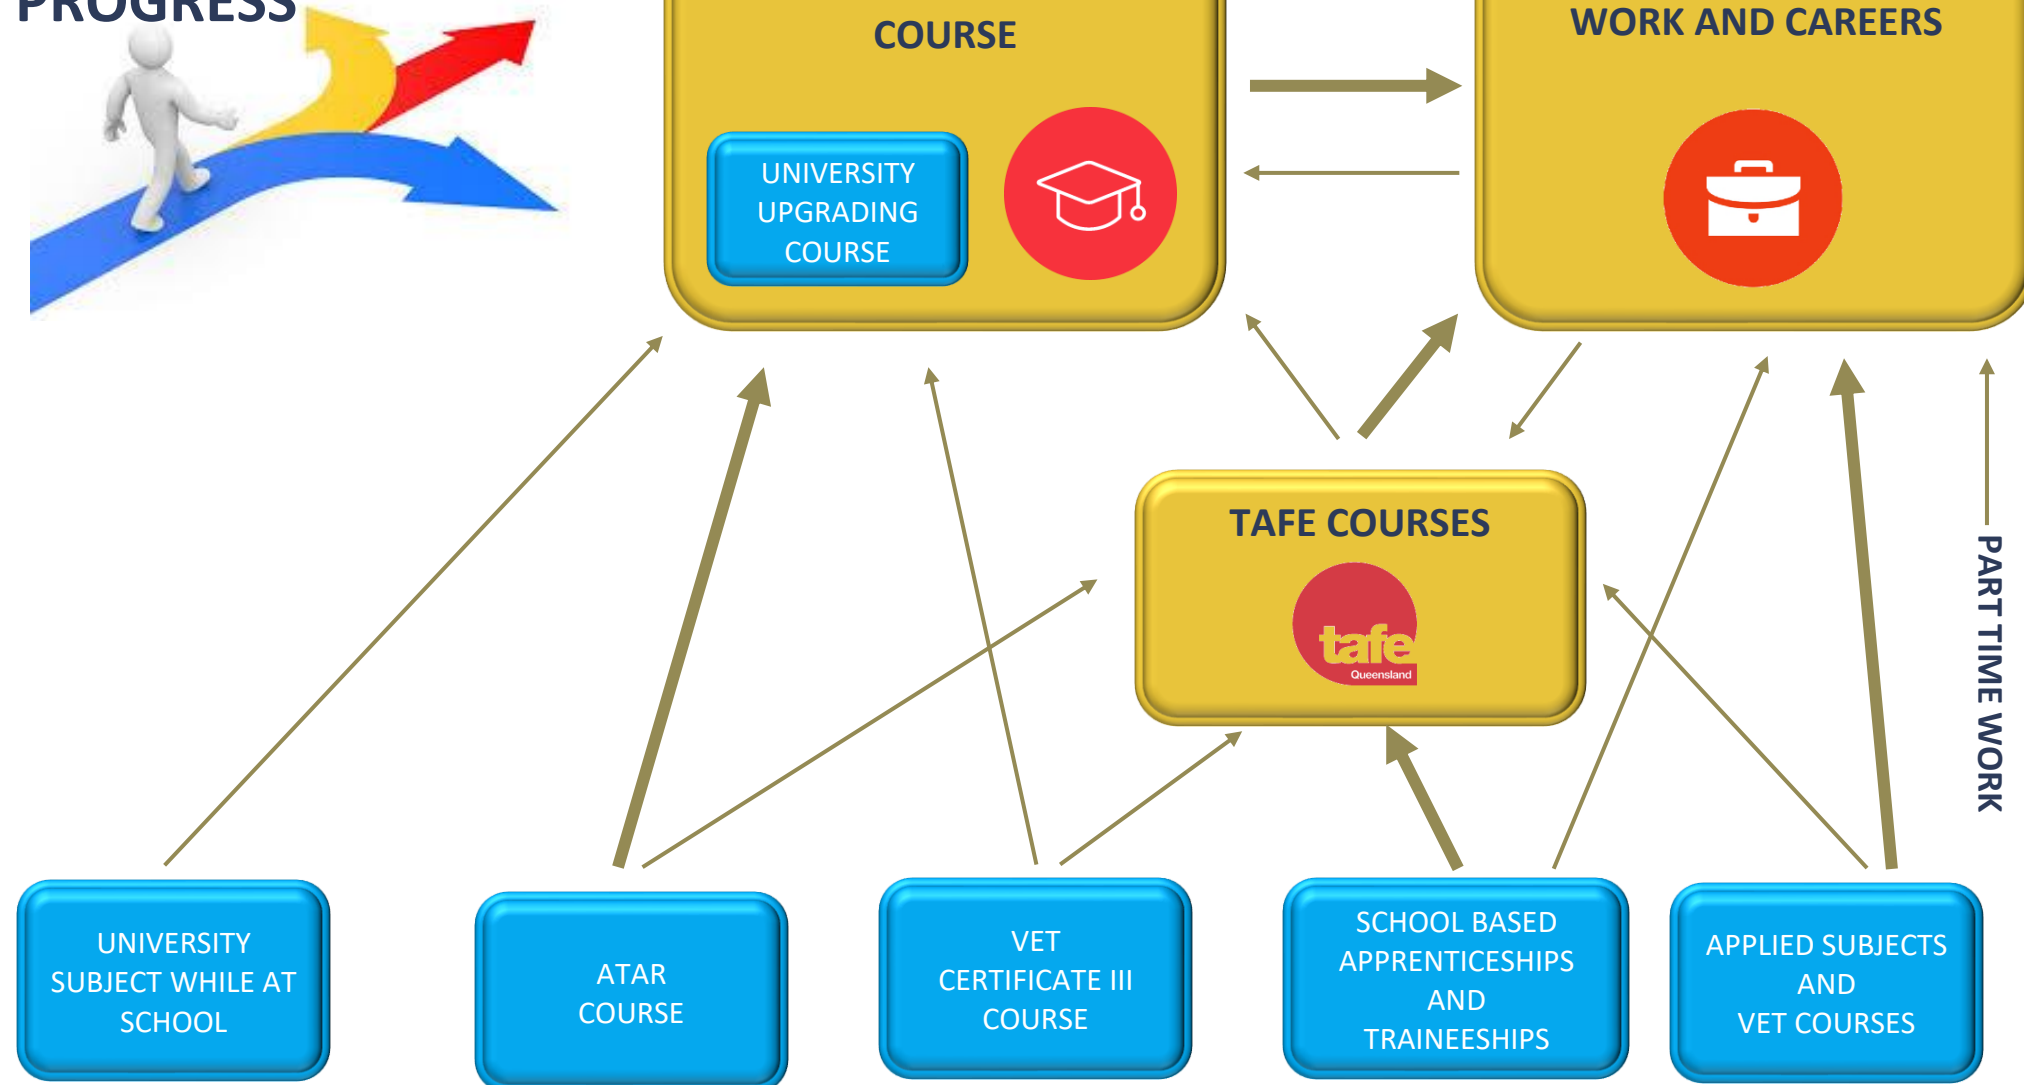 PROGRESS
COURSE
WORK AND CAREERS
UNIVERSITY
UPGRADING
COURSE
TAFE COURSES
tafe
Queensland
PART TIME WORK
UNIVERSITY
SUBJECT WHILE AT
SCHOOL
ATAR
COURSE
VET
CERTIFICATE III
COURSE
SCHOOL BASED
APPRENTICESHIPS
AND
TRAINEESHIPS
APPLIED SUBJECTS
AND
VET COURSES